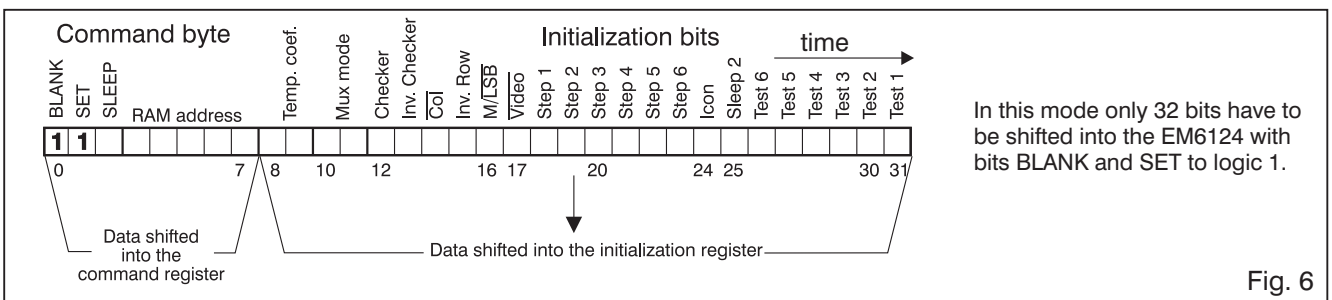 Command byte
Initialization bits
time
BLANK
SET
SLEEP
RAM address
Temp. coef.
Mux mode
Checker
Inv. Checker
Col
Inv. Row
M/LSB
Video
Step 1
Step 2
Step 3
Step 4
Step 5
Step 6
Icon
Sleep 2
Test 6
Test 5
Test 4
Test 3
Test 2
Test 1
1 1
0 7 8 10 12 16 17 20 24 25 30 31
Data shifted
into the
command register
Data shifted into the initialization register
In this mode only 32 bits have to
be shifted into the EM6124 with
bits BLANK and SET to logic 1.
Fig. 6